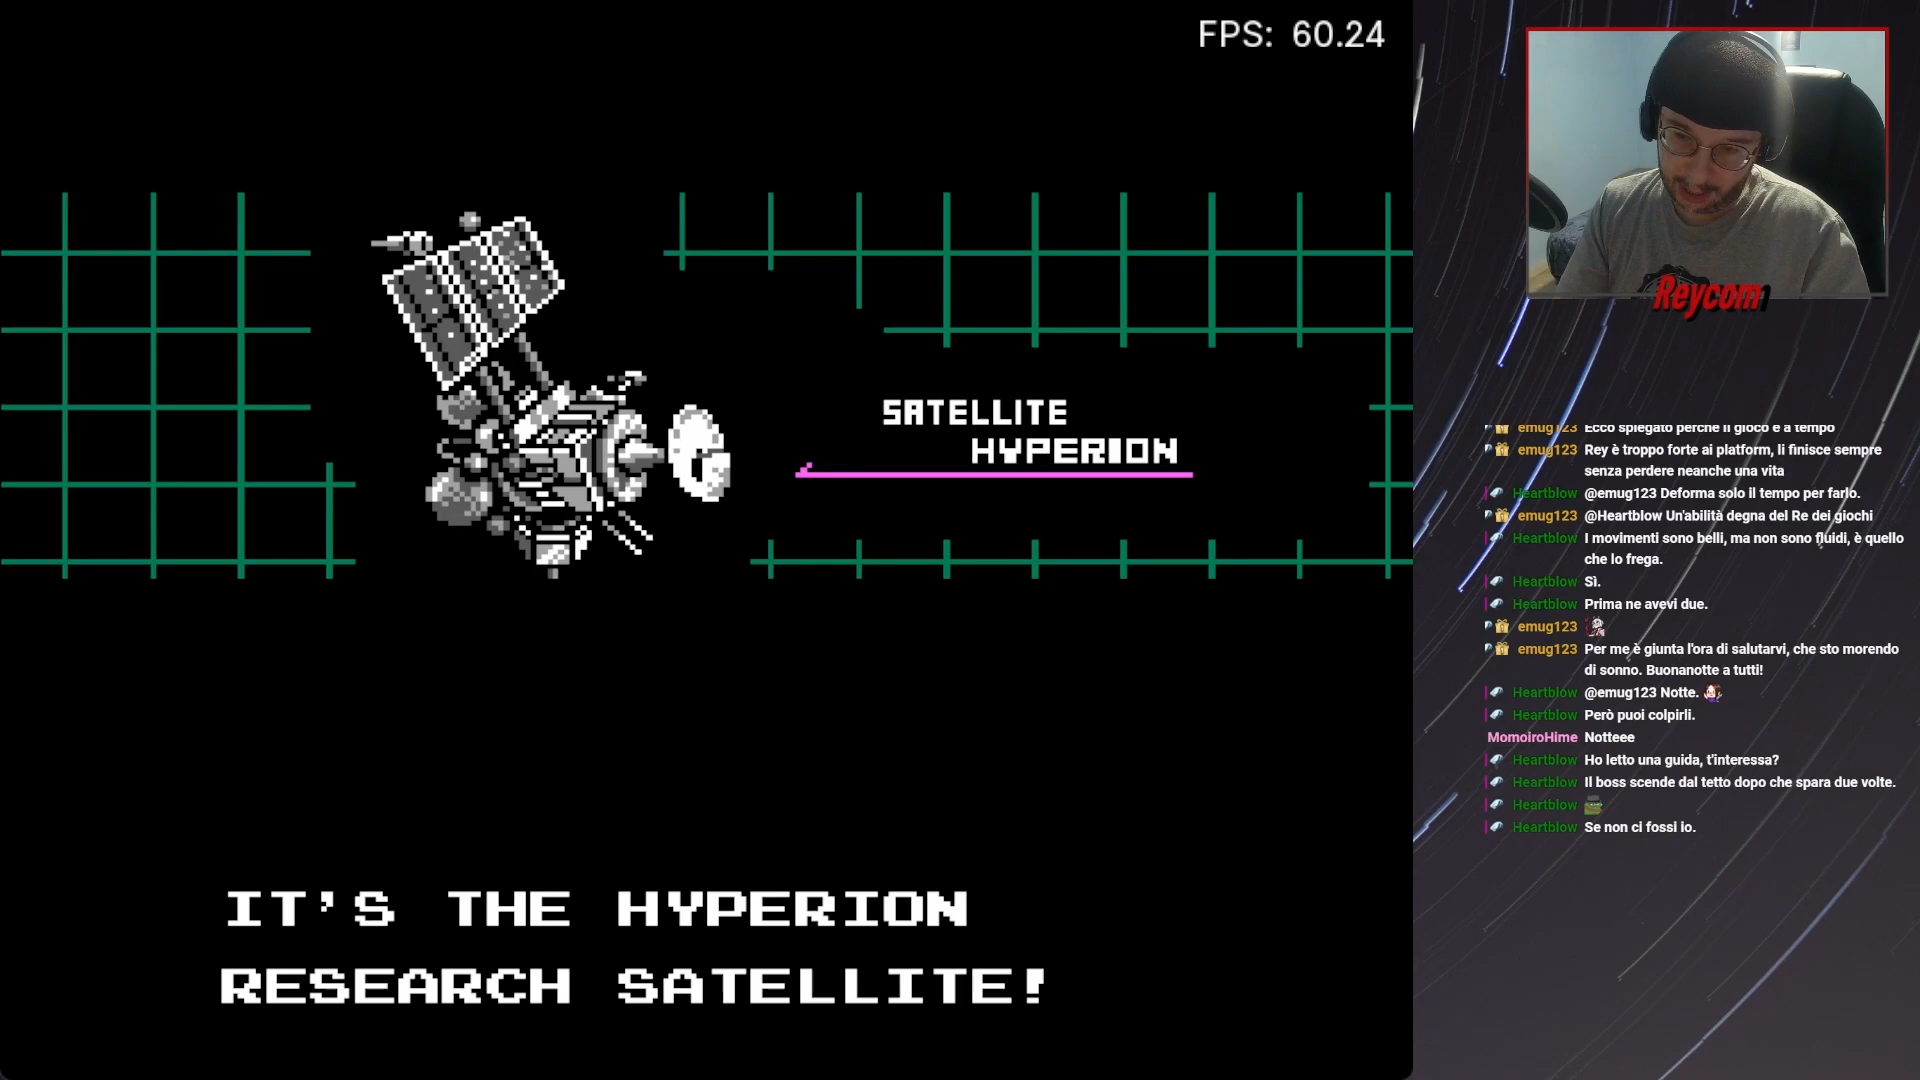 FPS: 60.24
SATELLITE
HYPERION
IT'S THE HYPERION
RESEARCH SATELLITE!
Reycom
emug123 Ecco spiegato perché il gioco è a tempo
emug123 Rey è troppo forte ai platform, li finisce sempre
senza perdere neanche una vita
Heartblow @emug123 Deforma solo il tempo per farlo.
emug123 @Heartblow Un'abilità degna del Re dei giochi
Heartblow I movimenti sono belli, ma non sono fluidi, è quello
che lo frega.
Heartblow Sì.
Heartblow Prima ne avevi due.
emug123
emug123 Per me è giunta l'ora di salutarvi, che sto morendo
di sonno. Buonanotte a tutti!
Heartblow @emug123 Notte.
Heartblow Però puoi colpirli.
MomoiroHime Notteee
Heartblow Ho letto una guida, t'interessa?
Heartblow Il boss scende dal tetto dopo che spara due volte.
Heartblow
Heartblow Se non ci fossi io.